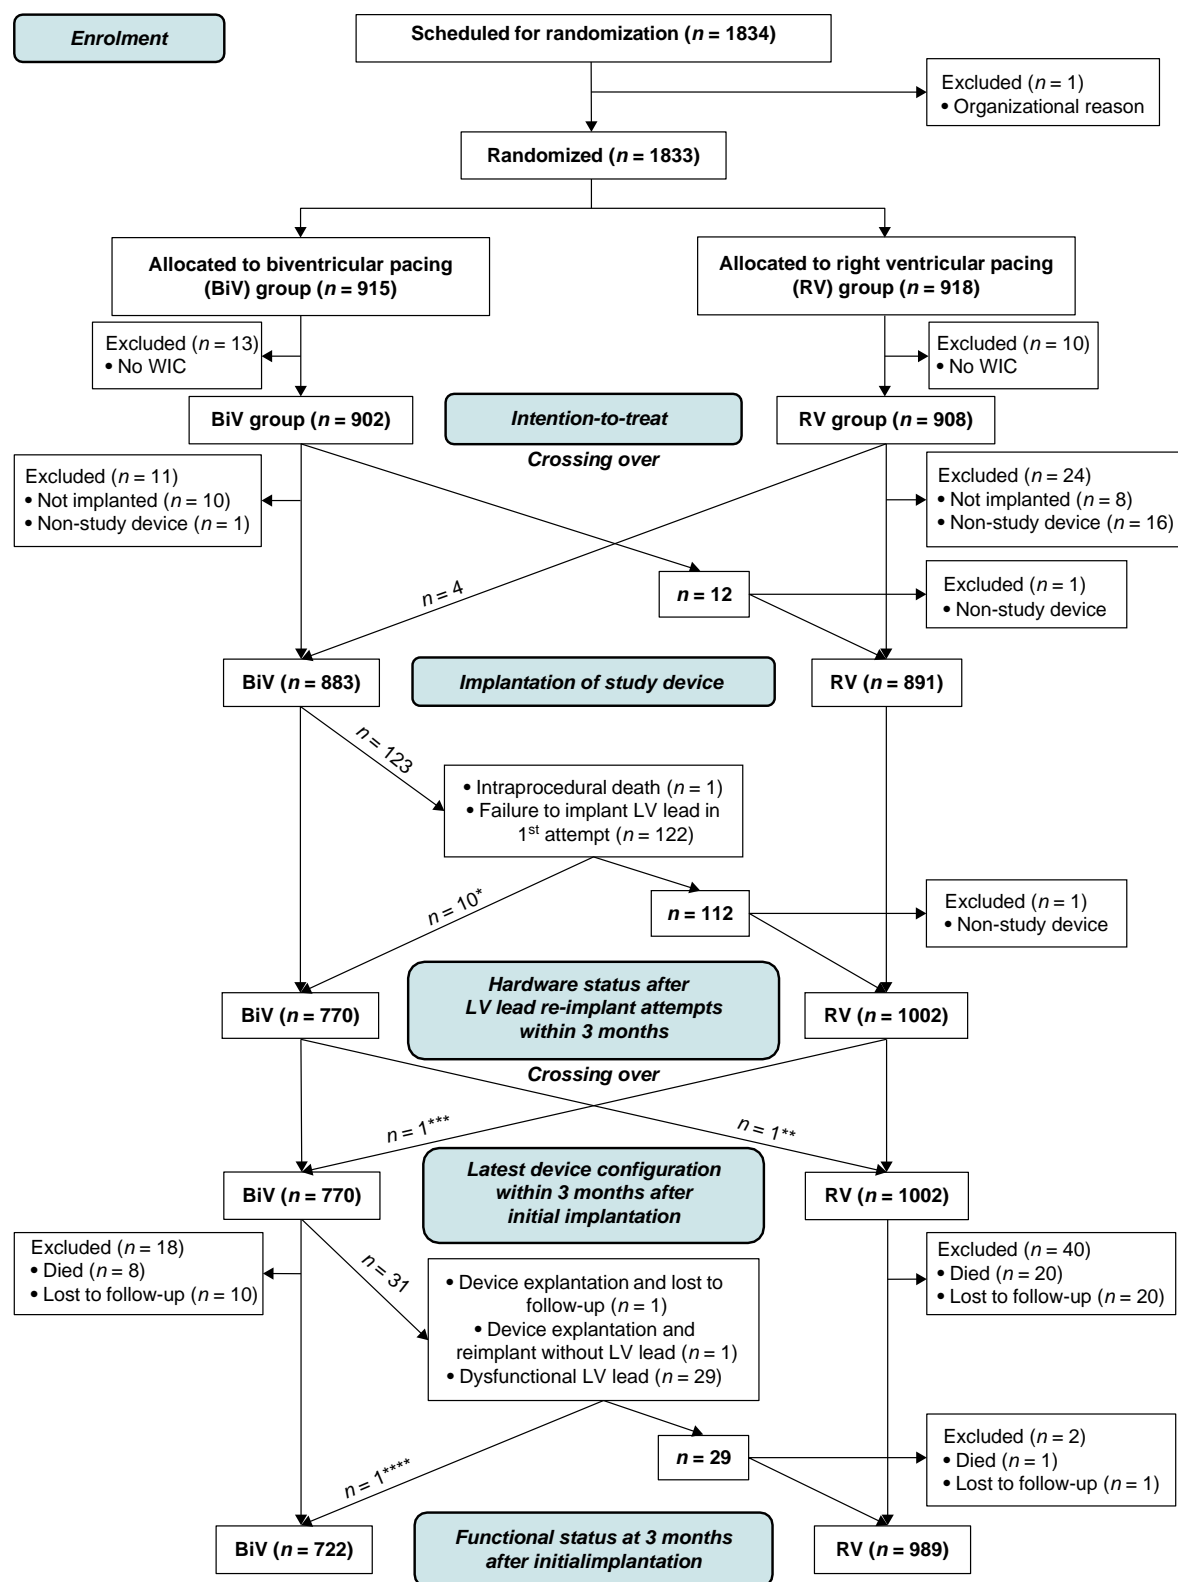 Enrolment
Scheduled for randomization (n = 1834)
Excluded (n = 1)
• Organizational reason
Randomized (n = 1833)
Allocated to biventricular pacing
(BiV) group (n = 915)
Allocated to right ventricular pacing
(RV) group (n = 918)
Excluded (n = 13)
• No WIC
Excluded (n = 10)
• No WIC
BiV group (n = 902)
Intention-to-treat
RV group (n = 908)
Crossing over
Excluded (n = 11)
• Not implanted (n = 10)
• Non-study device (n = 1)
Excluded (n = 24)
• Not implanted (n = 8)
• Non-study device (n = 16)
n = 4
n = 12
Excluded (n = 1)
• Non-study device
BiV (n = 883)
Implantation of study device
RV (n = 891)
n = 123
• Intraprocedural death (n = 1)
• Failure to implant LV lead in
1st attempt (n = 122)
n = 10*
n = 112
Excluded (n = 1)
• Non-study device
BiV (n = 770)
Hardware status after
LV lead re-implant attempts
within 3 months
RV (n = 1002)
Crossing over
n = 1***
n = 1**
BiV (n = 770)
Latest device configuration
within 3 months after
initial implantation
RV (n = 1002)
Excluded (n = 18)
• Died (n = 8)
• Lost to follow-up (n = 10)
n = 31
• Device explantation and lost to
follow-up (n = 1)
• Device explantation and
reimplant without LV lead (n = 1)
• Dysfunctional LV lead (n = 29)
Excluded (n = 40)
• Died (n = 20)
• Lost to follow-up (n = 20)
n = 1****
n = 29
Excluded (n = 2)
• Died (n = 1)
• Lost to follow-up (n = 1)
BiV (n = 722)
Functional status at 3 months
after initialimplantation
RV (n = 989)